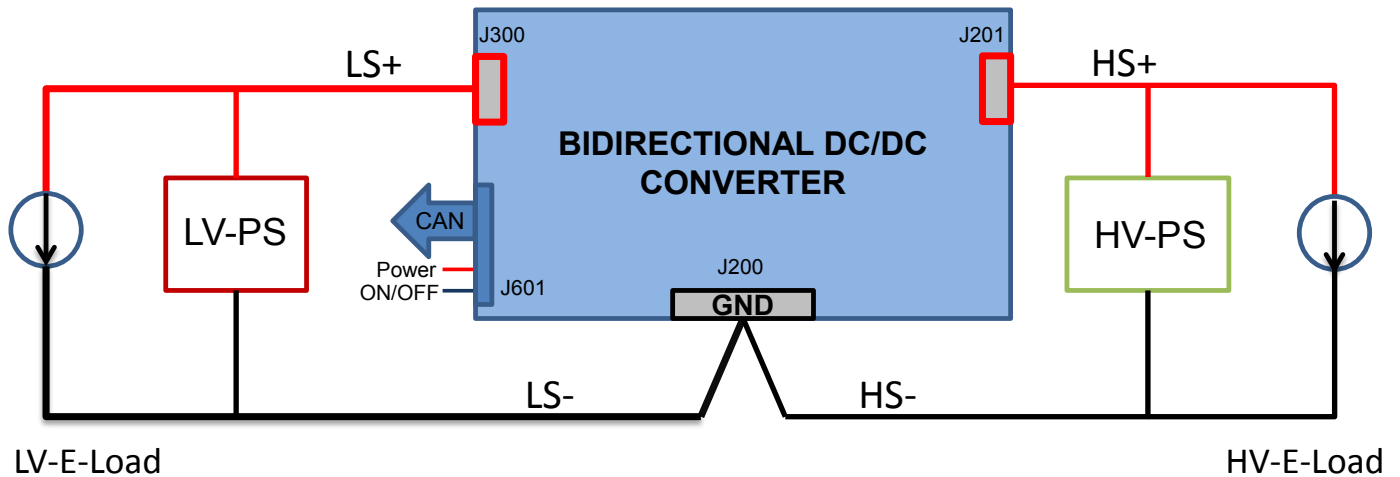 J300
J201
LS+
HS+
BIDIRECTIONAL DC/DC
CONVERTER
LV-PS
CAN
HV-PS
Power
ON/OFF
J601
J200
GND
LS-
HS-
LV-E-Load
HV-E-Load